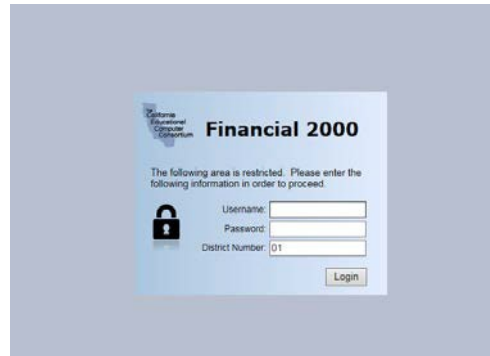 The
California
Educational
Computer
Consortium
Financial 2000
The following area is restricted.  Please enter the
following information in order to proceed.
Username:
Password:
District Number: 01
Login